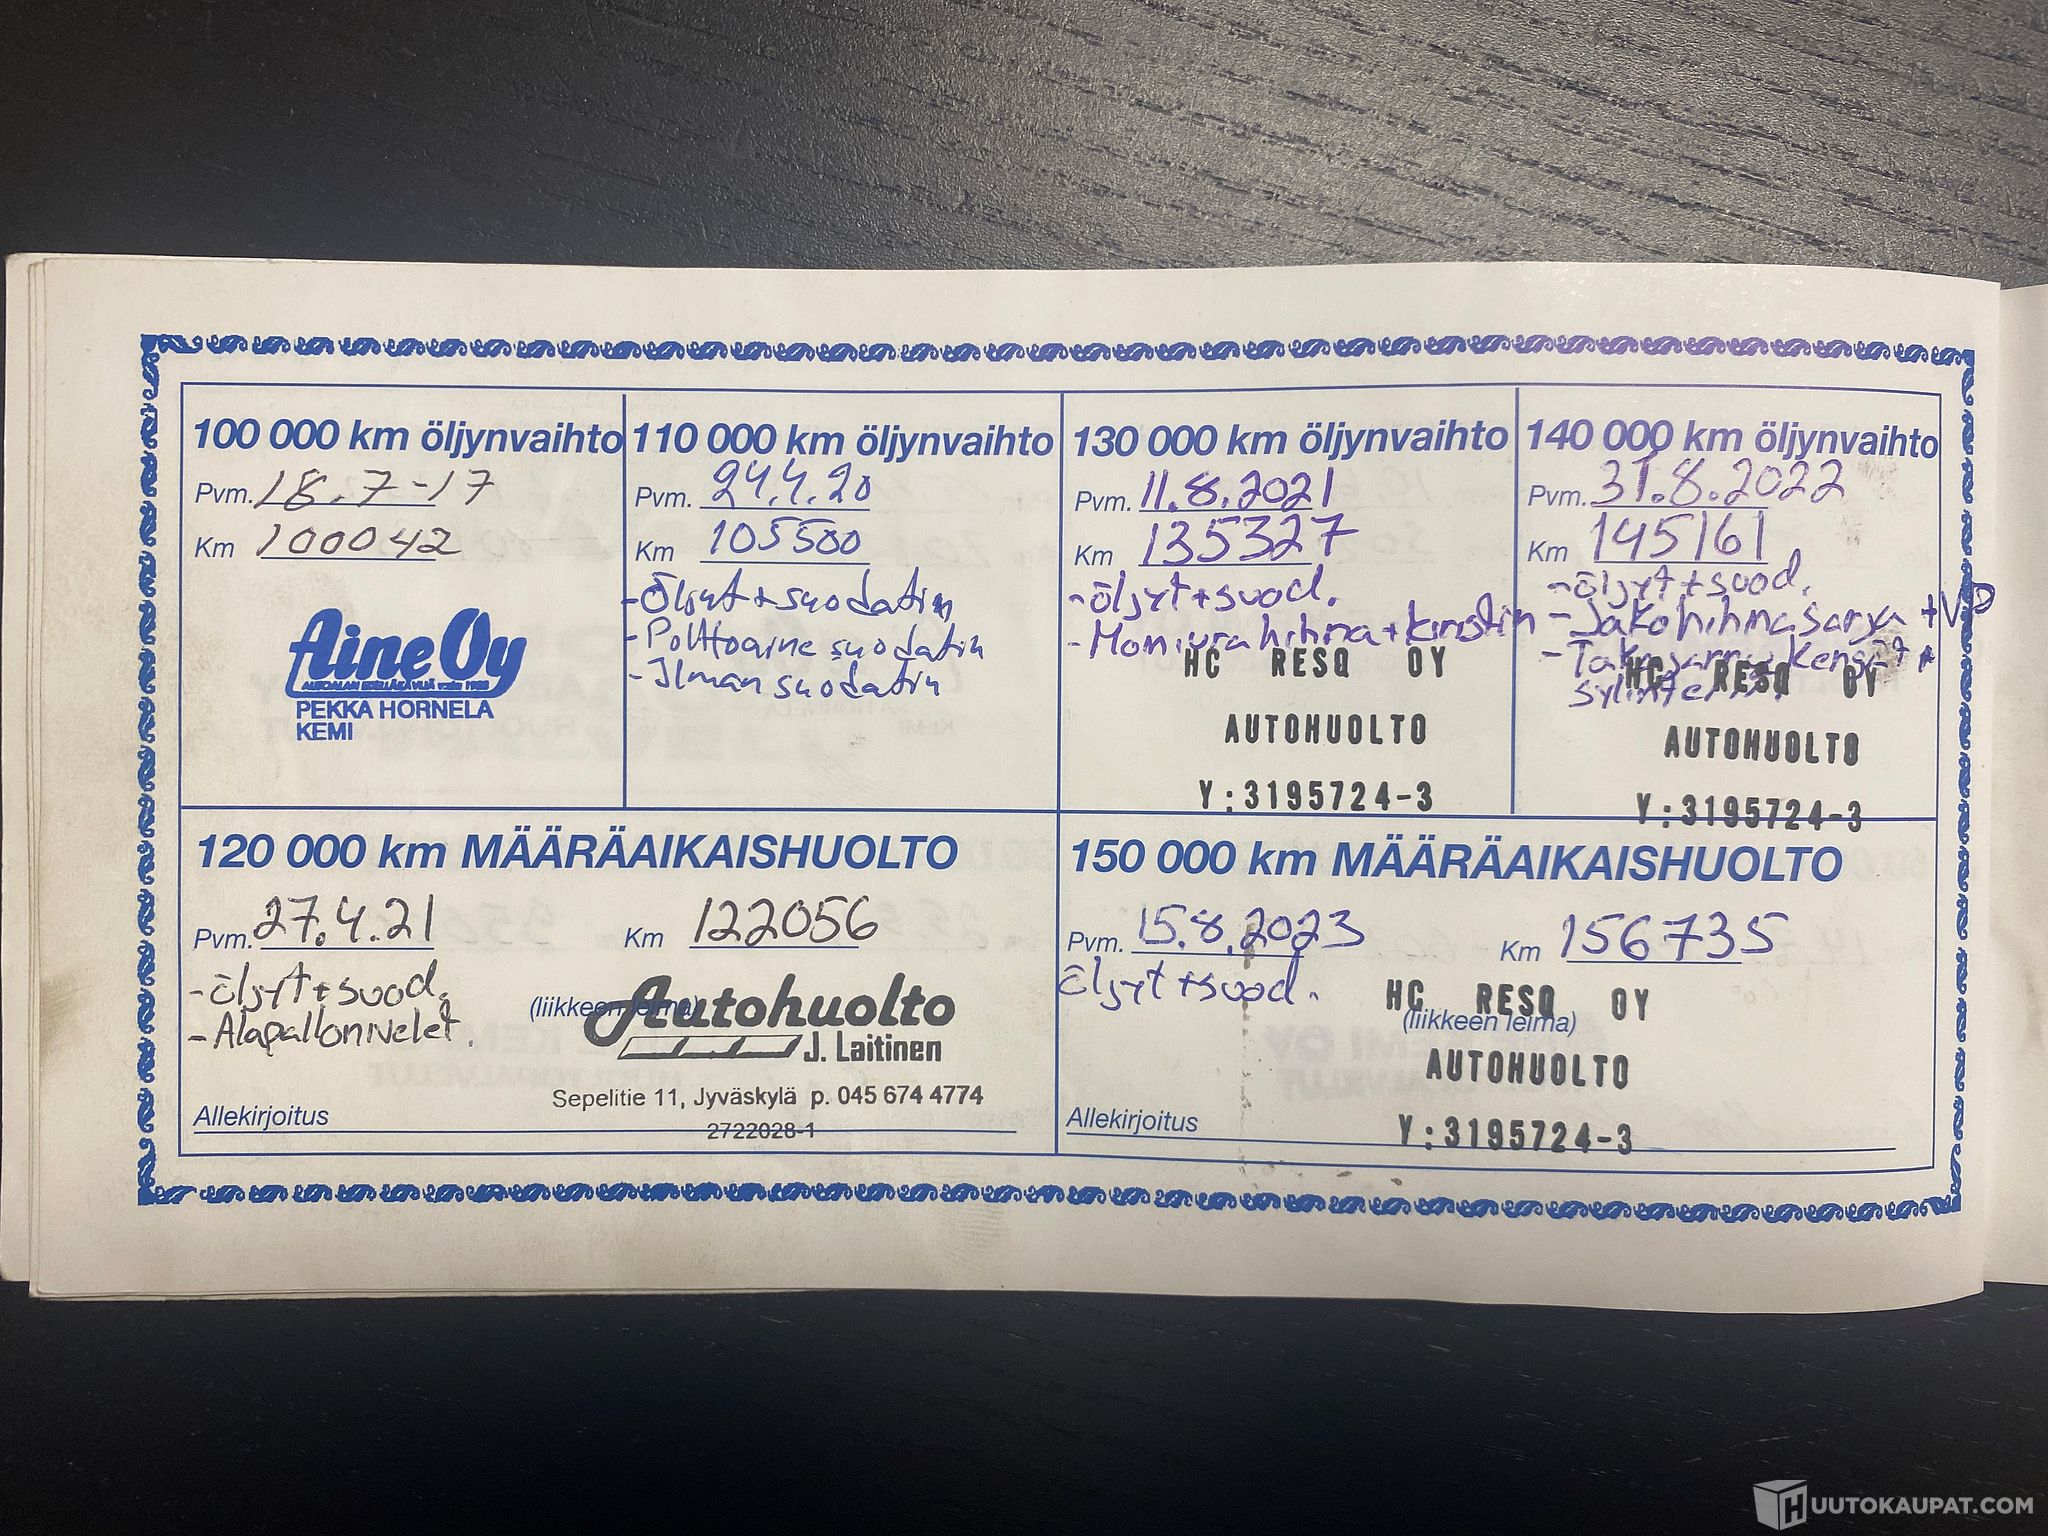 100 000 km öljynvaihto
Pvm. 18.7-17
Km 100042
Aine Oy
PEKKA HORNELA
KEMI
110 000 km öljynvaihto
Pvm. 24.4.20
Km 105500
-Öljyt+suodatin
-Polttoaine suodatin
-Ilman suodatin
130 000 km öljynvaihto
Pvm. 11.8.2021
Km 135327
-öljyt+suod.
-Moniurahihna+kiristin
HC RESQ OY
AUTOHUOLTO
Y:3195724-3
140 000 km öljynvaihto
Pvm. 31.8.2022
Km 145161
-öljyt+suod.
-Jakohihnasarja +VP
-Takajarru Kengät+
sylinterit
HC RESQ OY
AUTOHUOLTO
Y:3195724-3
120 000 km MÄÄRÄAIKAISHUOLTO
Pvm. 27.4.21 Km 122056
-öljyt+suod.
-Alapallonivelet.
(liikkeen leima)
Autohuolto
J. Laitinen
Sepelitie 11, Jyväskylä p. 045 674 4774
2722028-1
Allekirjoitus
150 000 km MÄÄRÄAIKAISHUOLTO
Pvm. 15.8.2023 Km 156735
öljyt+suod.
(liikkeen leima)
HC RESQ OY
AUTOHUOLTO
Y:3195724-3
Allekirjoitus
HUUTOKAUPAT.COM